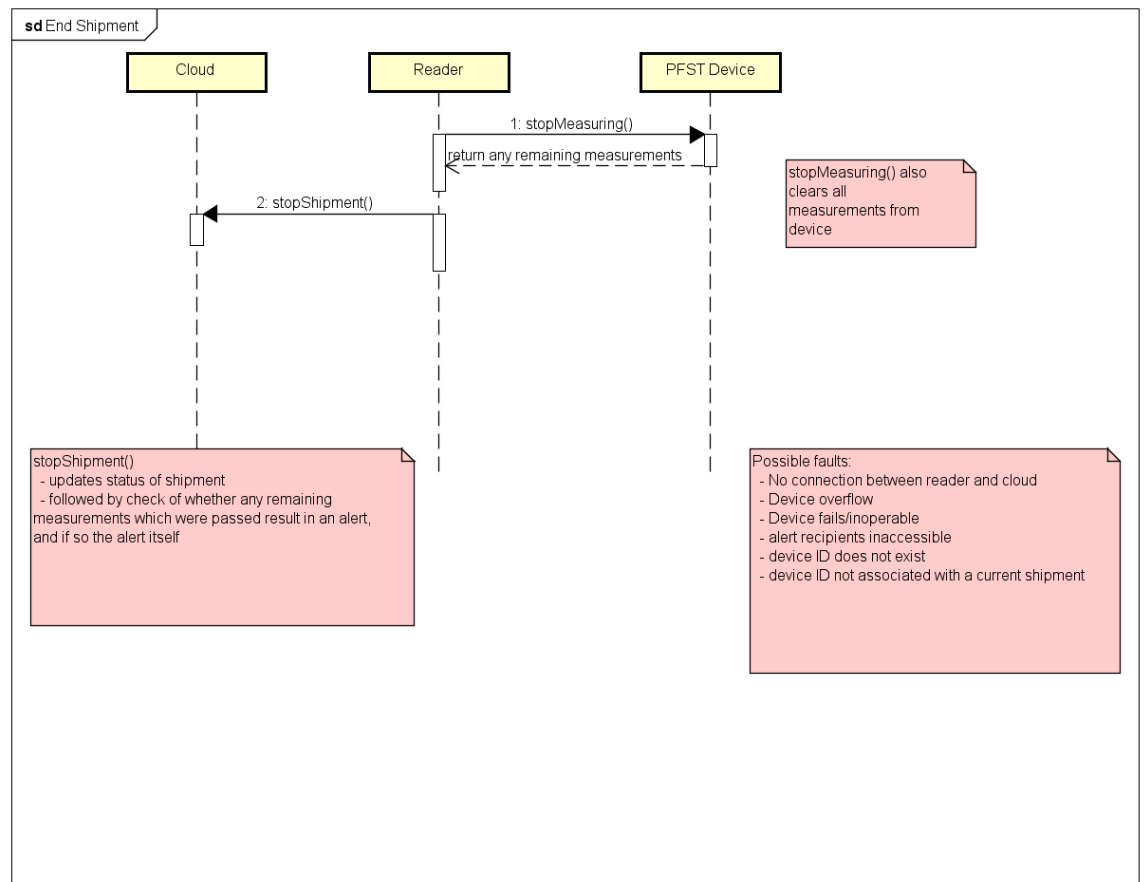 sd End Shipment
Cloud
Reader
PFST Device
1: stopMeasuring()
return any remaining measurements
stopMeasuring() also
clears all
measurements from
device
2: stopShipment()
stopShipment()
- updates status of shipment
- followed by check of whether any remaining
measurements which were passed result in an alert,
and if so the alert itself
Possible faults:
- No connection between reader and cloud
- Device overflow
- Device fails/inoperable
- alert recipients inaccessible
- device ID does not exist
- device ID not associated with a current shipment